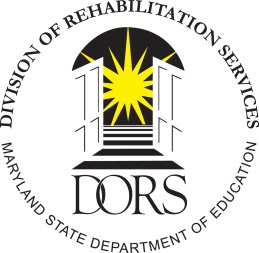 DIVISION OF REHABILITATION SERVICES
DORS
MARYLAND STATE DEPARTMENT OF EDUCATION